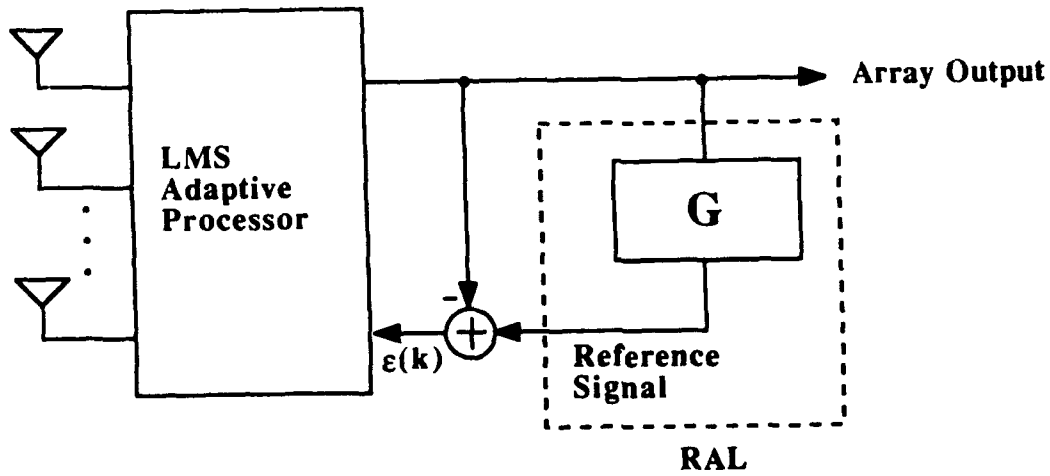 Array Output
LMS
Adaptive
Processor
G
-
+
ε(k)
Reference
Signal
RAL